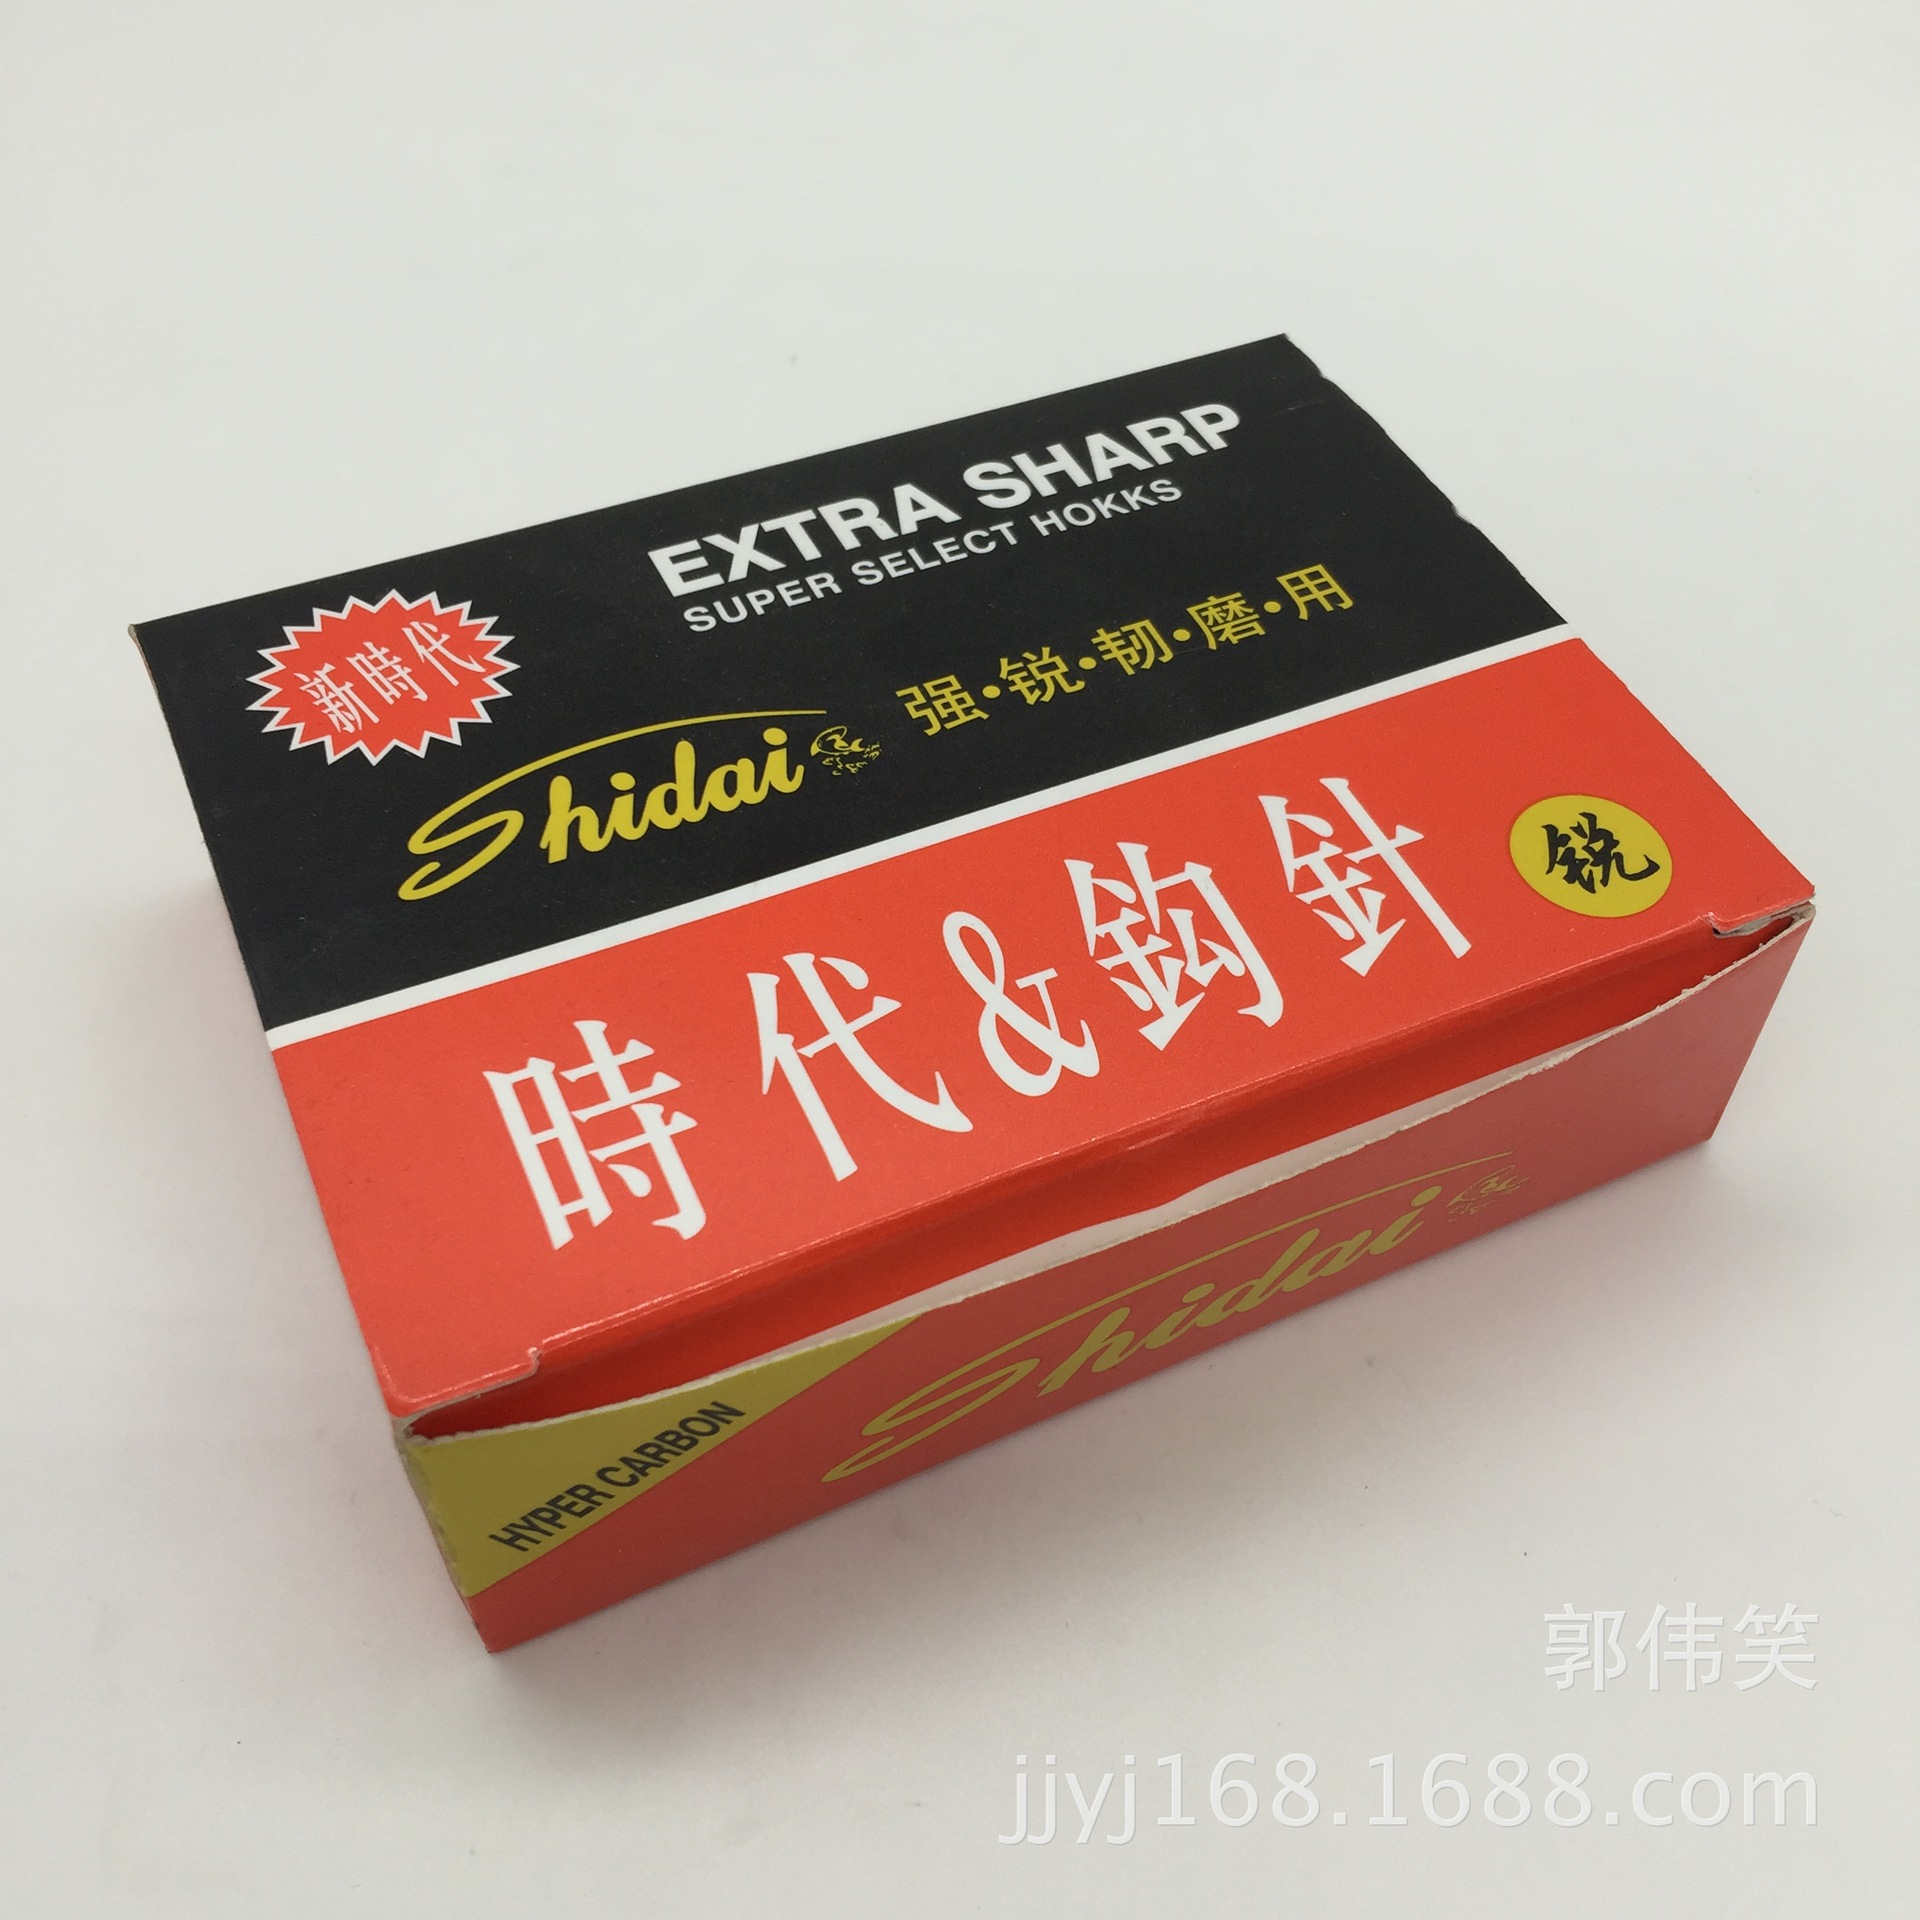 EXTRA SHARP
SUPER SELECT HOKKS
新時代
Shidai
强·锐·韧·磨·用
時代&鈎針
锐
Shidai
HYPER CARBON
郭伟笑
jjyj168.1688.com